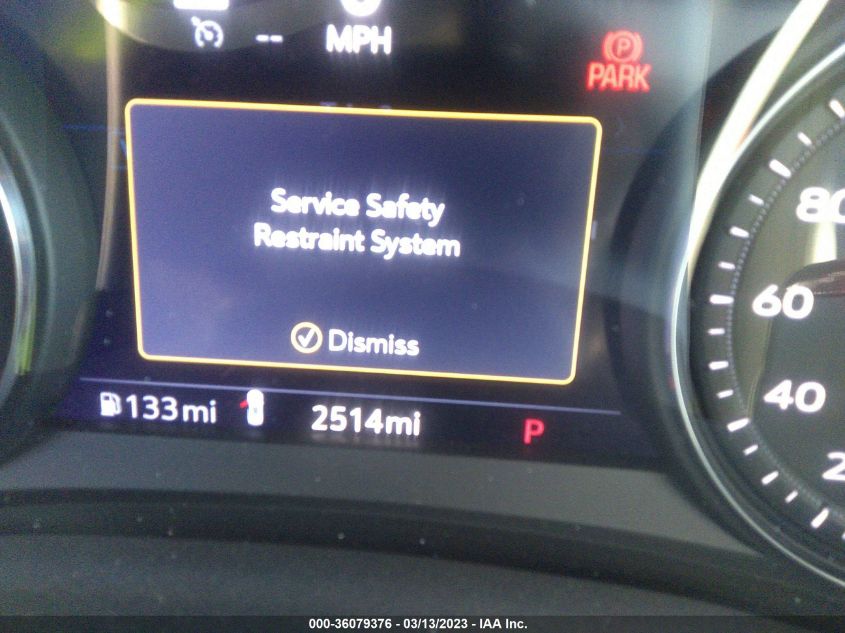 --
MPH
PARK
Service Safety
Restraint System
Dismiss
133mi
2514mi
P
80
60
40
2
000-36079376 - 03/13/2023 - IAA Inc.